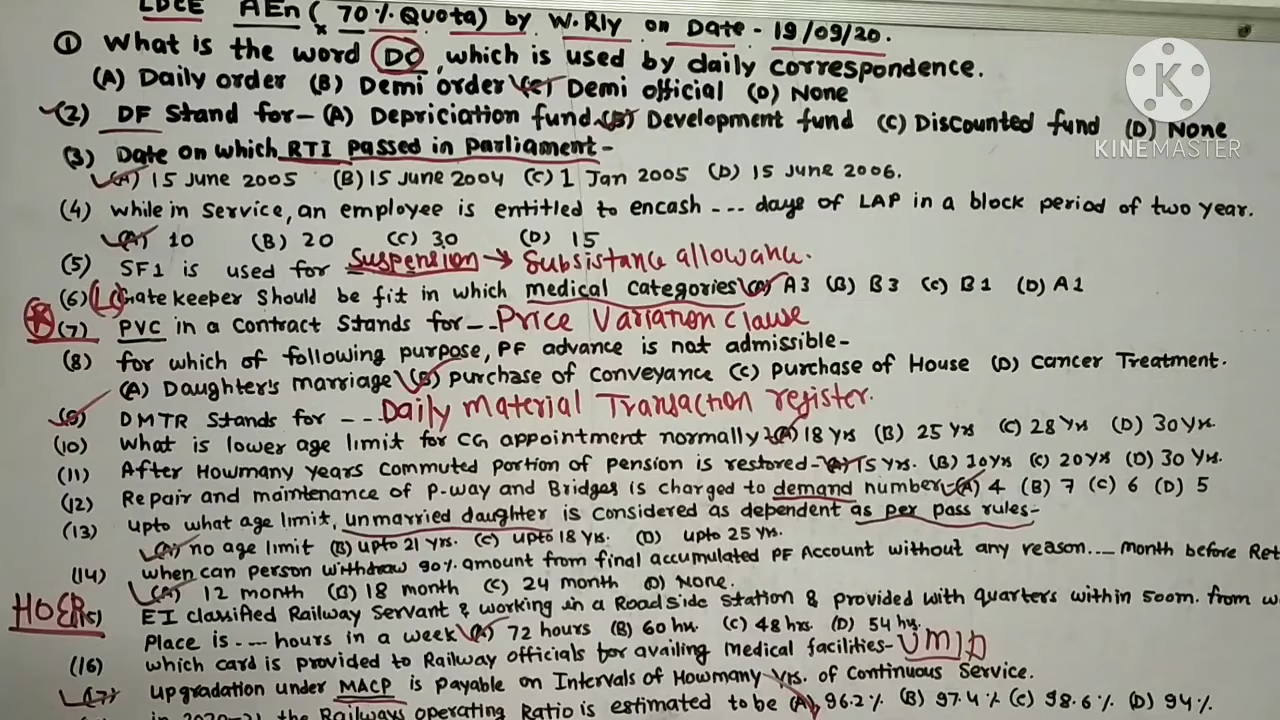 LDCE AEn (70% Quota) by W.Rly on Date - 19/09/20.
① What is the word DO, which is used by daily correspondence.
(A) Daily order (B) Demi order (C) Demi official (D) None
(2) DF Stand for- (A) Depriciation fund (B) Development fund (C) Discounted fund (D) None
K
KINEMASTER
(3) Date on which RTI passed in Parliament-
(A) 15 June 2005 (B) 15 June 2004 (C) 1 Jan 2005 (D) 15 June 2006.
(4) while in Service, an employee is entitled to encash --- days of LAP in a block period of two year.
(A) 10 (B) 20 (C) 30 (D) 15
(5) SF1 is used for Suspension → Subsistance allowance.
(6) (LC) Gate keeper should be fit in which medical categories (A) A3 (B) B3 (C) B1 (D) A1
(7) PVC in a Contract Stands for-- Price Variation Clause
(8) for which of following purpose, PF advance is not admissible-
(A) Daughter's marriage (B) purchase of conveyance (C) purchase of House (D) Cancer Treatment.
(9) DMTR Stands for --- Daily Material Transaction register.
(10) What is lower age limit for CG appointment normally? (A) 18 Yrs (B) 25 Yrs (C) 28 Yrs (D) 30 Yrs.
(11) After Howmany years commuted portion of pension is restored- (A) 15 Yrs. (B) 10 Yrs (C) 20 Yrs (D) 30 Yrs.
(12) Repair and maintenance of P-way and Bridges is charged to demand number (A) 4 (B) 7 (C) 6 (D) 5
(13) upto what age limit, unmarried daughter is considered as dependent as per pass rules-
(A) no age limit (B) upto 21 yrs. (C) upto 18 Yrs. (D) upto 25 Yrs.
(14) when can person withdraw 90% amount from final accumulated PF Account without any reason ---- month before Ret
(A) 12 month (B) 18 month (C) 24 month (D) None.
HOER (15) EI classified Railway Servant & working in a Roadside Station & provided with quarters within 500m. from w
Place is ---- hours in a week (A) 72 hours (B) 60 hrs. (C) 48 hrs. (D) 54 hrs.
(16) which card is provided to Railway officials for availing Medical facilities- UMID
(17) upgradation under MACP is payable on Intervals of Howmany Yrs. of Continuous Service.
in 2020-21 the Railways operating Ratio is estimated to be (A) 96.2% (B) 97.4% (C) 98.6% (D) 94%.